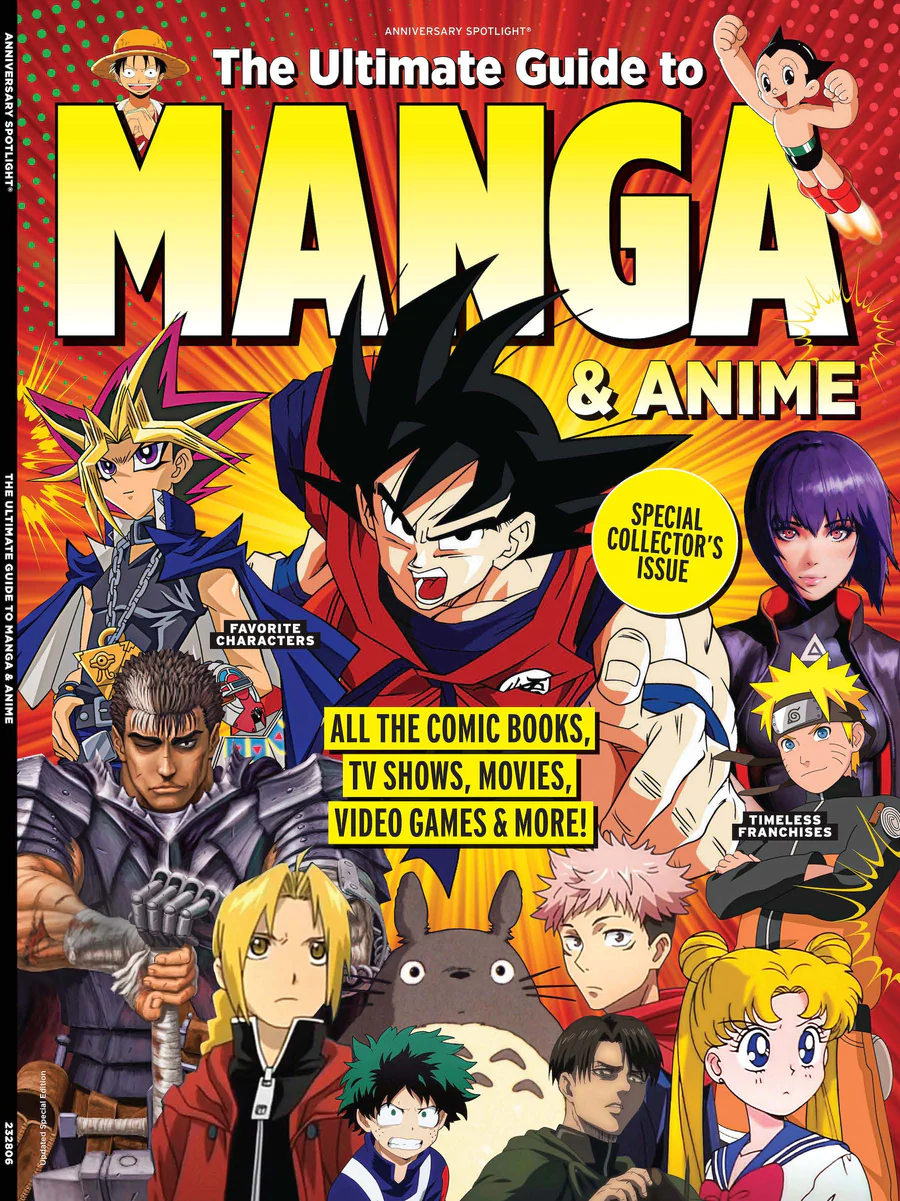 ANNIVERSARY SPOTLIGHT®
The Ultimate Guide to
MANGA
& ANIME
SPECIAL
COLLECTOR'S
ISSUE
FAVORITE
CHARACTERS
ALL THE COMIC BOOKS,
TV SHOWS, MOVIES,
VIDEO GAMES & MORE!
TIMELESS
FRANCHISES
ANNIVERSARY SPOTLIGHT®
THE ULTIMATE GUIDE TO MANGA & ANIME
232806
Updated Special Edition